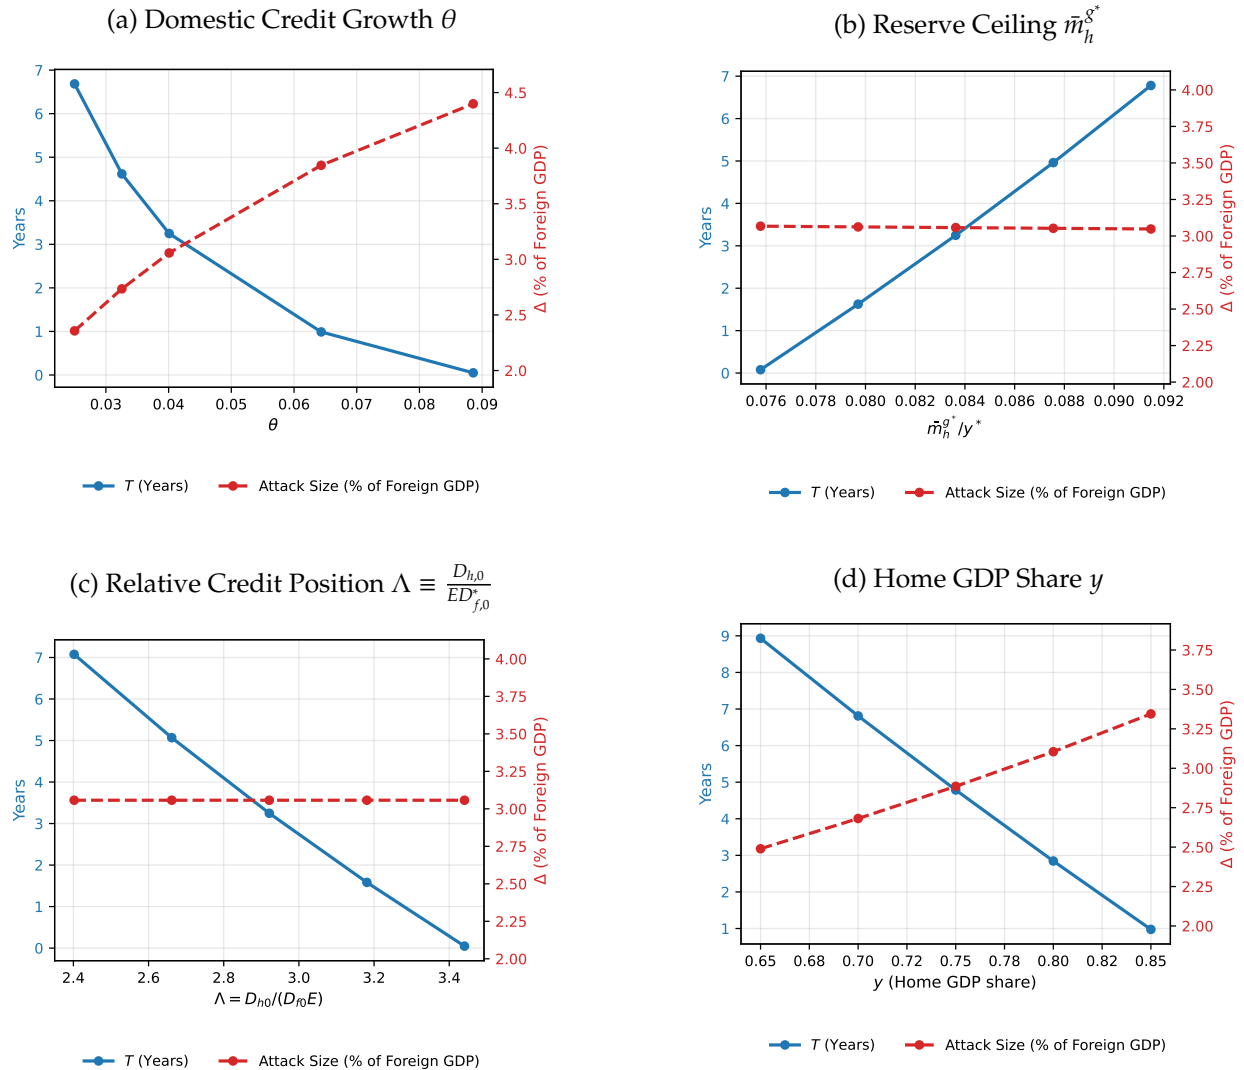 (a) Domestic Credit Growth θ
7
6
5
4
3
2
1
0
Years
4.5
4.0
3.5
3.0
2.5
2.0
Δ (% of Foreign GDP)
0.03 0.04 0.05 0.06 0.07 0.08 0.09
θ
T (Years) Attack Size (% of Foreign GDP)
(b) Reserve Ceiling m̄_h^{g*}
7
6
5
4
3
2
1
0
Years
4.00
3.75
3.50
3.25
3.00
2.75
2.50
2.25
2.00
Δ (% of Foreign GDP)
0.076 0.078 0.080 0.082 0.084 0.086 0.088 0.090 0.092
m̄_h^{g*}/y*
T (Years) Attack Size (% of Foreign GDP)
(c) Relative Credit Position Λ ≡ D_{h,0}/ED*_{f,0}
7
6
5
4
3
2
1
0
Years
4.00
3.75
3.50
3.25
3.00
2.75
2.50
2.25
2.00
Δ (% of Foreign GDP)
2.4 2.6 2.8 3.0 3.2 3.4
Λ = D_{h0}/(D_{f0}E)
T (Years) Attack Size (% of Foreign GDP)
(d) Home GDP Share y
9
8
7
6
5
4
3
2
1
Years
3.75
3.50
3.25
3.00
2.75
2.50
2.25
2.00
Δ (% of Foreign GDP)
0.65 0.68 0.70 0.72 0.75 0.78 0.80 0.82 0.85
y (Home GDP share)
T (Years) Attack Size (% of Foreign GDP)